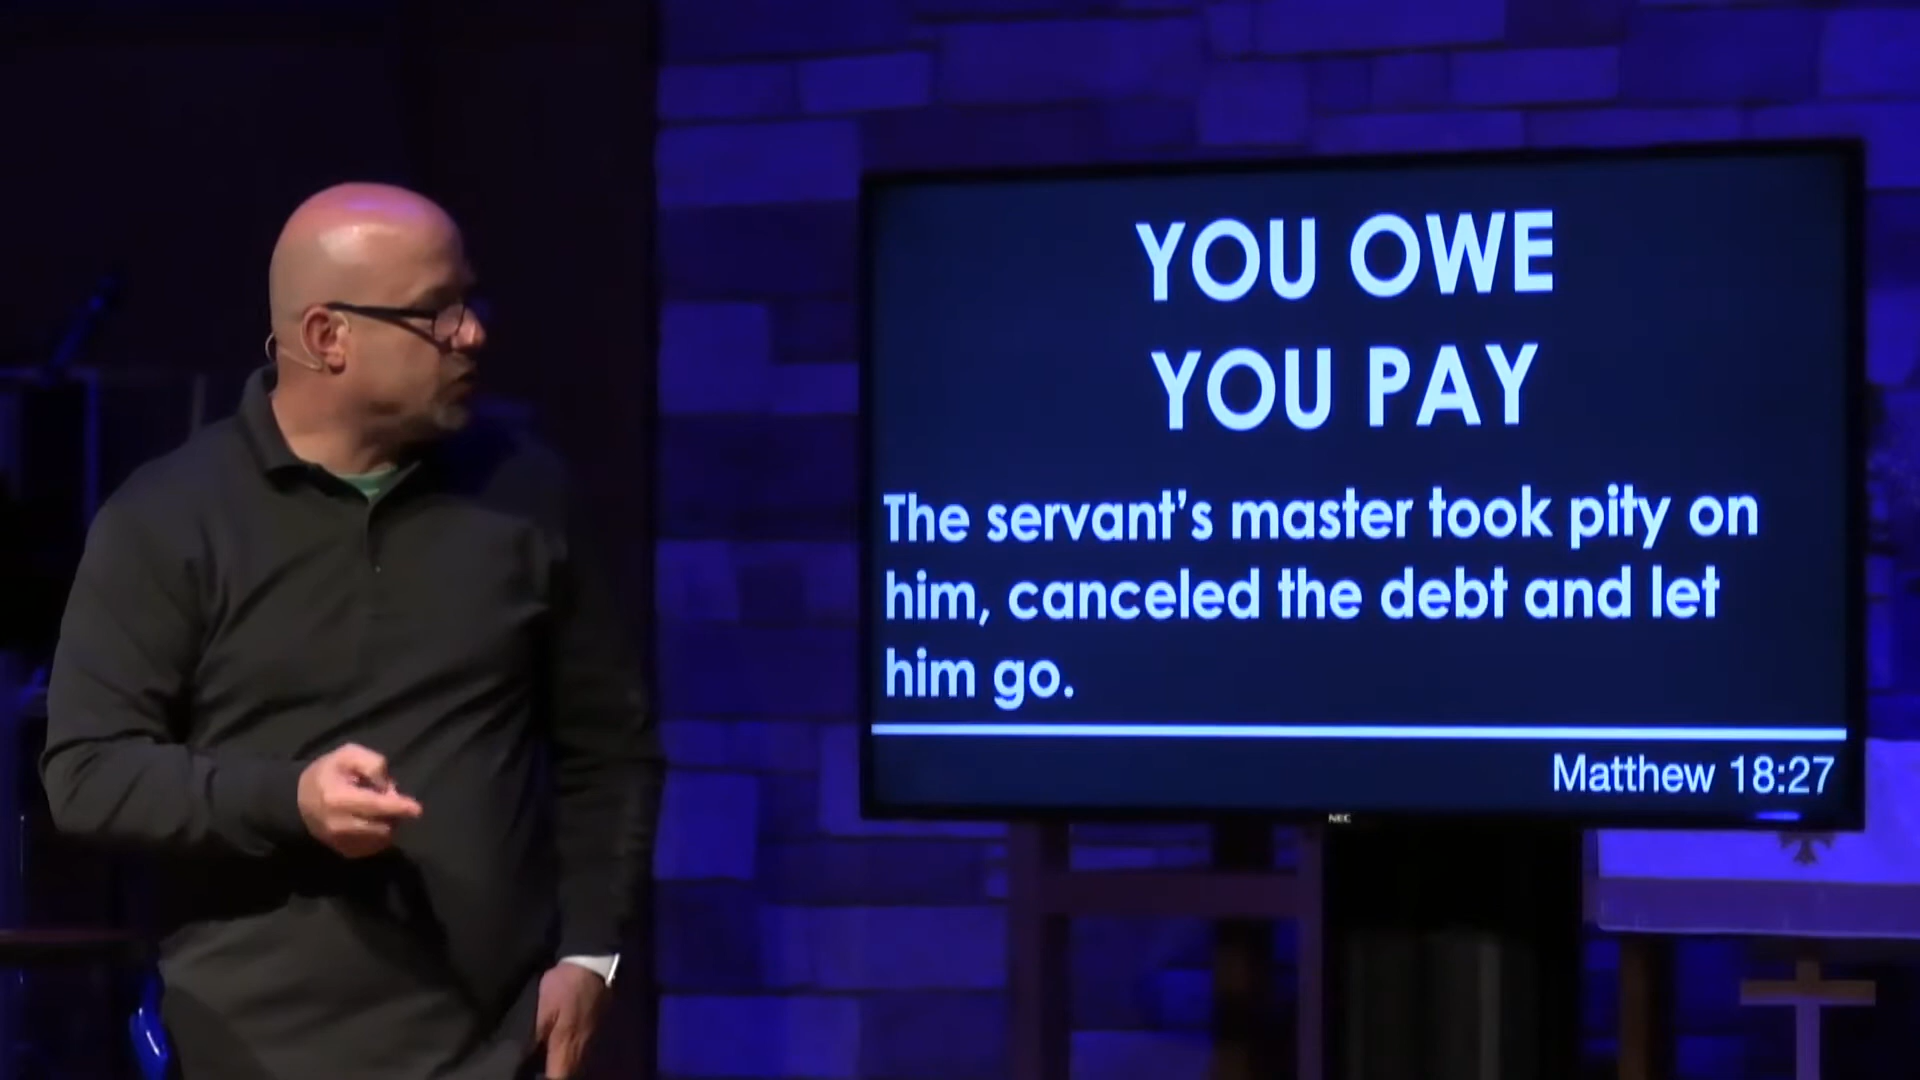 YOU OWE
YOU PAY
The servant's master took pity on
him, canceled the debt and let
him go.
Matthew 18:27
NEC